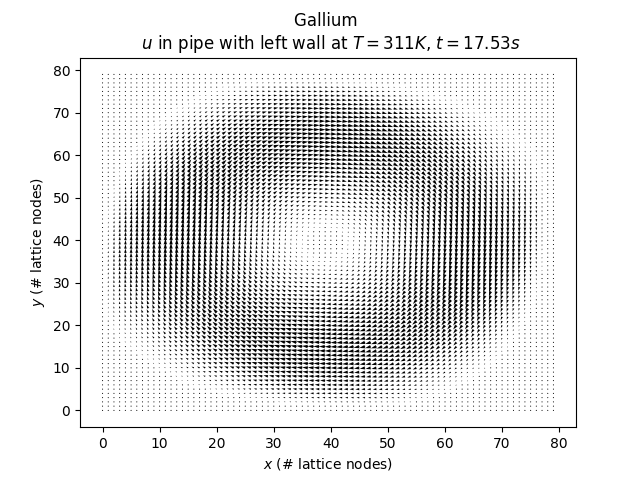 Gallium
u in pipe with left wall at T = 311K, t = 17.53s
80
70
60
50
40
30
20
10
0
y (# lattice nodes)
0 10 20 30 40 50 60 70 80
x (# lattice nodes)